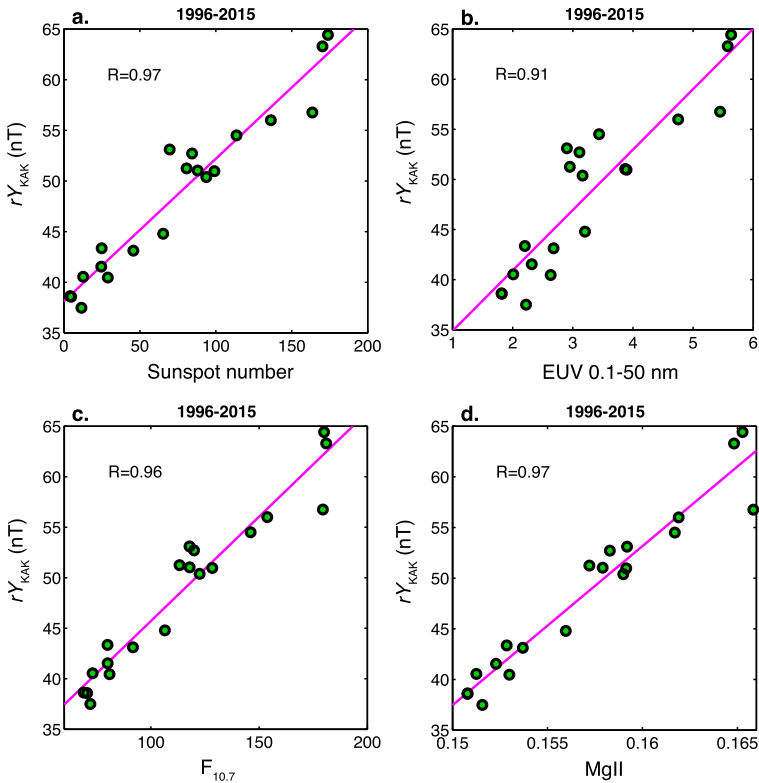 a. 1996-2015
65
60
55
50
45
40
35
rY_KAK (nT)
R=0.97
0 50 100 150 200
Sunspot number
b. 1996-2015
65
60
55
50
45
40
35
rY_KAK (nT)
R=0.91
1 2 3 4 5 6
EUV 0.1-50 nm
c. 1996-2015
65
60
55
50
45
40
35
rY_KAK (nT)
R=0.96
100 150 200
F_10.7
d. 1996-2015
65
60
55
50
45
40
35
rY_KAK (nT)
R=0.97
0.15 0.155 0.16 0.165
MgII